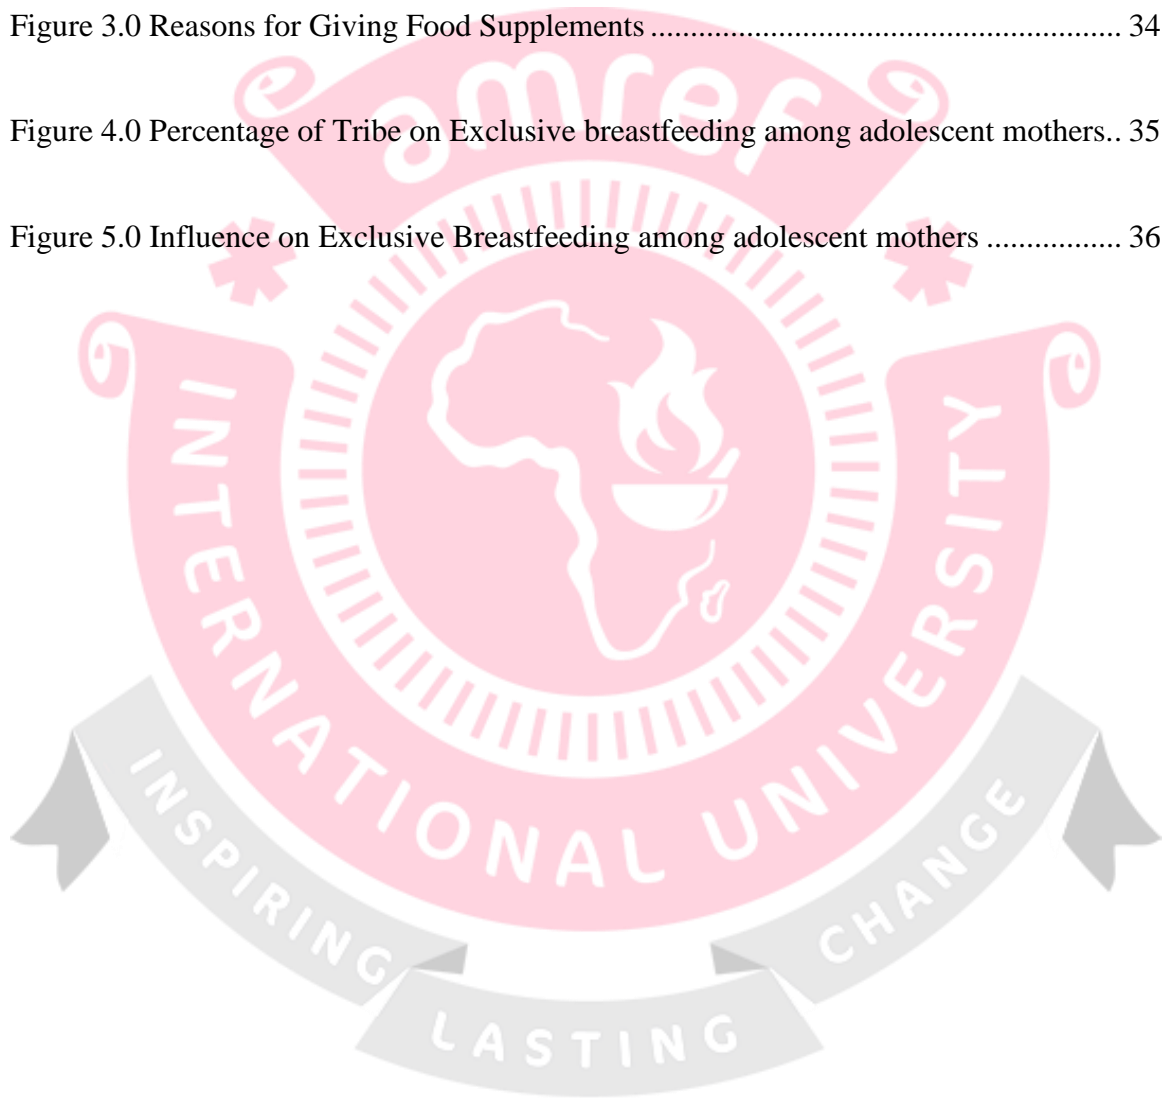 Figure 3.0 Reasons for Giving Food Supplements ........................................................... 34
Figure 4.0 Percentage of Tribe on Exclusive breastfeeding among adolescent mothers.. 35
Figure 5.0 Influence on Exclusive Breastfeeding among adolescent mothers ................. 36
amref
INTERNATIONAL UNIVERSITY
INSPIRING LASTING CHANGE